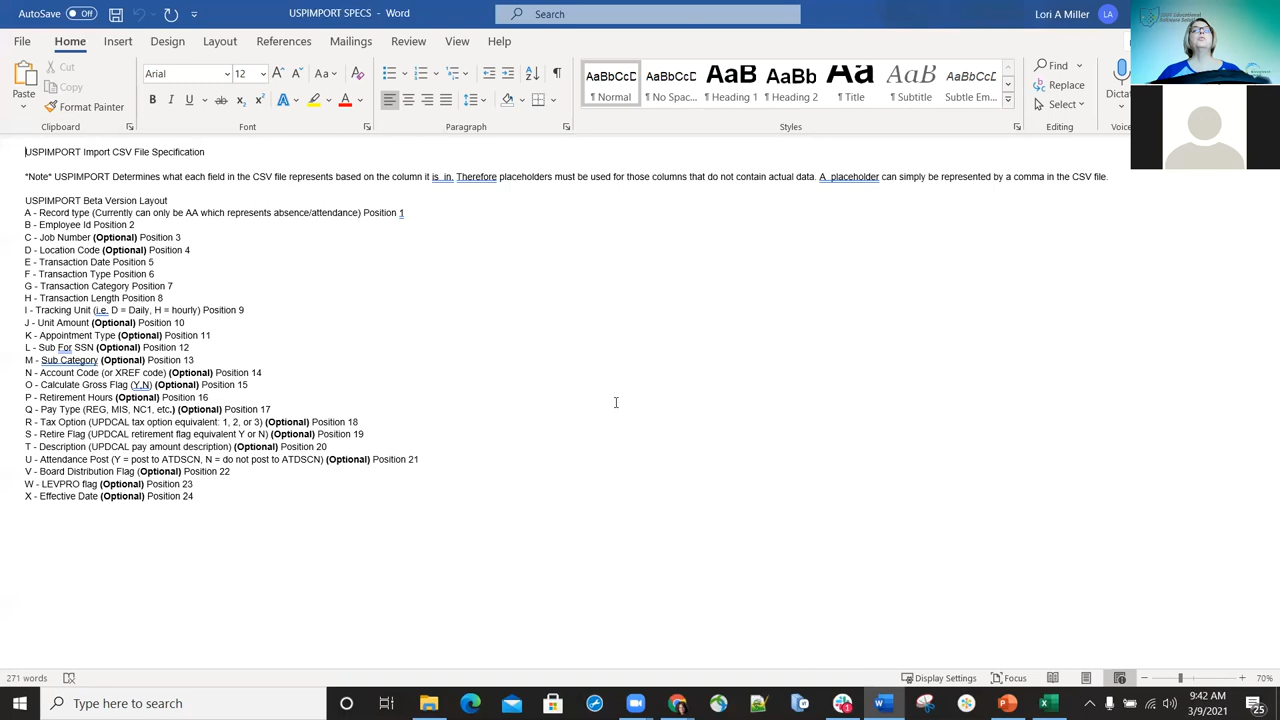 USPIMPORT SPECS - Word
Search
Lori A Miller
LA
File
Home
Insert
Design
Layout
References
Mailings
Review
View
Help
Paste
Cut
Copy
Format Painter
Clipboard
Arial
12
Font
Paragraph
AaBbCcD
¶ Normal
AaBbCcD
¶ No Spac...
AaB
Heading 1
AaBb
Heading 2
Aa
Title
AaB
Subtitle
AaBbCcD
Subtle Em...
Styles
Find
Replace
Select
Editing
Dicta
Voice
USPIMPORT Import CSV File Specification
*Note* USPIMPORT Determines what each field in the CSV file represents based on the column it is in. Therefore placeholders must be used for those columns that do not contain actual data. A placeholder can simply be represented by a comma in the CSV file.
USPIMPORT Beta Version Layout
A - Record type (Currently can only be AA which represents absence/attendance) Position 1
B - Employee Id Position 2
C - Job Number (Optional) Position 3
D - Location Code (Optional) Position 4
E - Transaction Date Position 5
F - Transaction Type Position 6
G - Transaction Category Position 7
H - Transaction Length Position 8
I - Tracking Unit (i.e. D = Daily, H = hourly) Position 9
J - Unit Amount (Optional) Position 10
K - Appointment Type (Optional) Position 11
L - Sub For SSN (Optional) Position 12
M - Sub Category (Optional) Position 13
N - Account Code (or XREF code) (Optional) Position 14
O - Calculate Gross Flag (Y,N) (Optional) Position 15
P - Retirement Hours (Optional) Position 16
Q - Pay Type (REG, MIS, NC1, etc.) (Optional) Position 17
R - Tax Option (UPDCAL tax option equivalent: 1, 2, or 3) (Optional) Position 18
S - Retire Flag (UPDCAL retirement flag equivalent Y or N) (Optional) Position 19
T - Description (UPDCAL pay amount description) (Optional) Position 20
U - Attendance Post (Y = post to ATDSCN, N = do not post to ATDSCN) (Optional) Position 21
V - Board Distribution Flag (Optional) Position 22
W - LEVPRO flag (Optional) Position 23
X - Effective Date (Optional) Position 24
271 words
Display Settings
Focus
70%
Type here to search
9:42 AM
3/9/2021
25